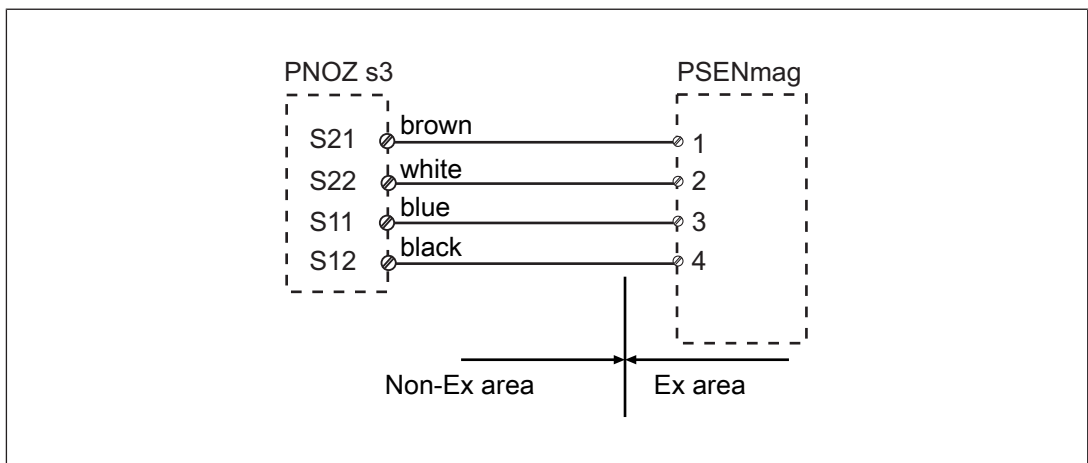 PNOZ s3 PSENmag
S21 brown 1
S22 white 2
S11 blue 3
S12 black 4
Non-Ex area Ex area